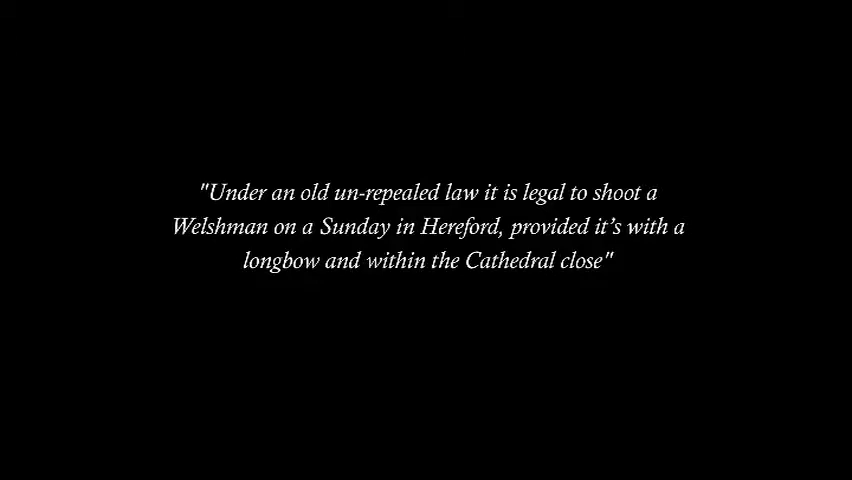 "Under an old un-repealed law it is legal to shoot a
Welshman on a Sunday in Hereford, provided it’s with a
longbow and within the Cathedral close"